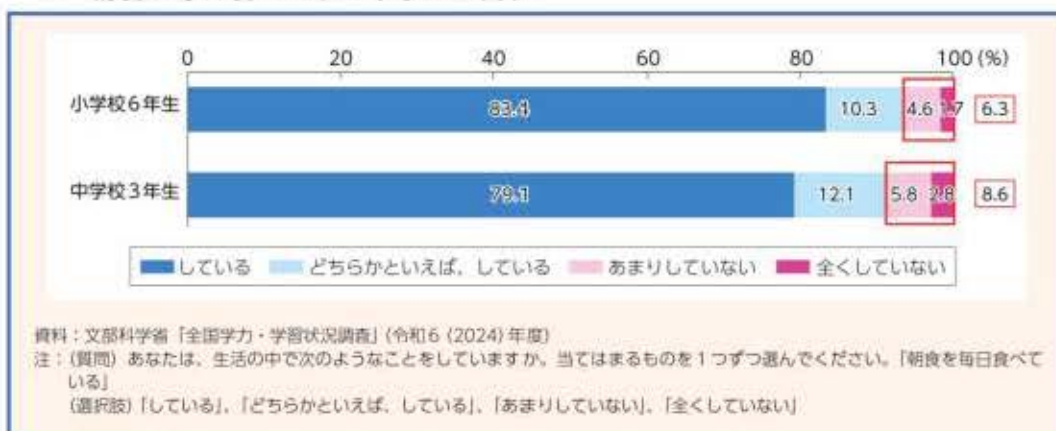 0 20 40 60 80 100 (%)
小学校6年生 83.4 10.3 4.6 1.7 6.3
中学校3年生 79.1 12.1 5.8 2.8 8.6
している どちらかといえば、している あまりしていない 全くしていない
資料：文部科学省「全国学力・学習状況調査」（令和6（2024）年度）
注：（質問）あなたは、生活の中で次のようなことをしていますか。当てはまるものを1つずつ選んでください。「朝食を毎日食べて
いる」
（選択肢）「している」、「どちらかといえば、している」、「あまりしていない」、「全くしていない」